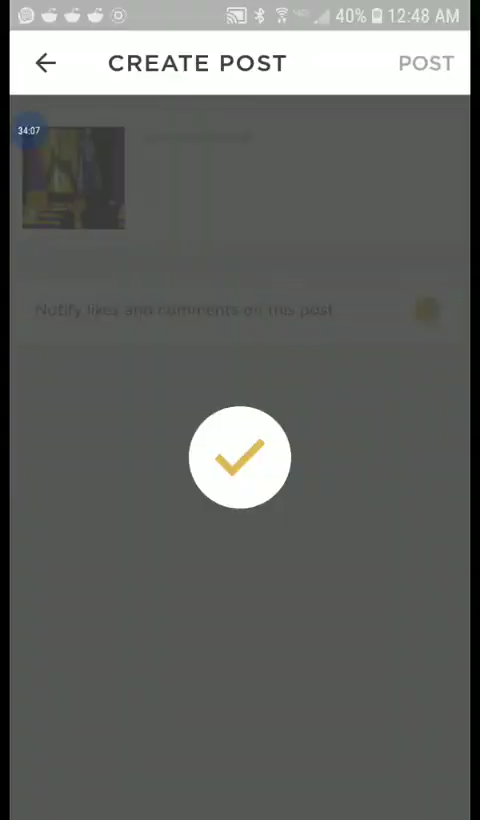 40% 12:48 AM
CREATE POST POST
34:07
Notify likes and comments on this post